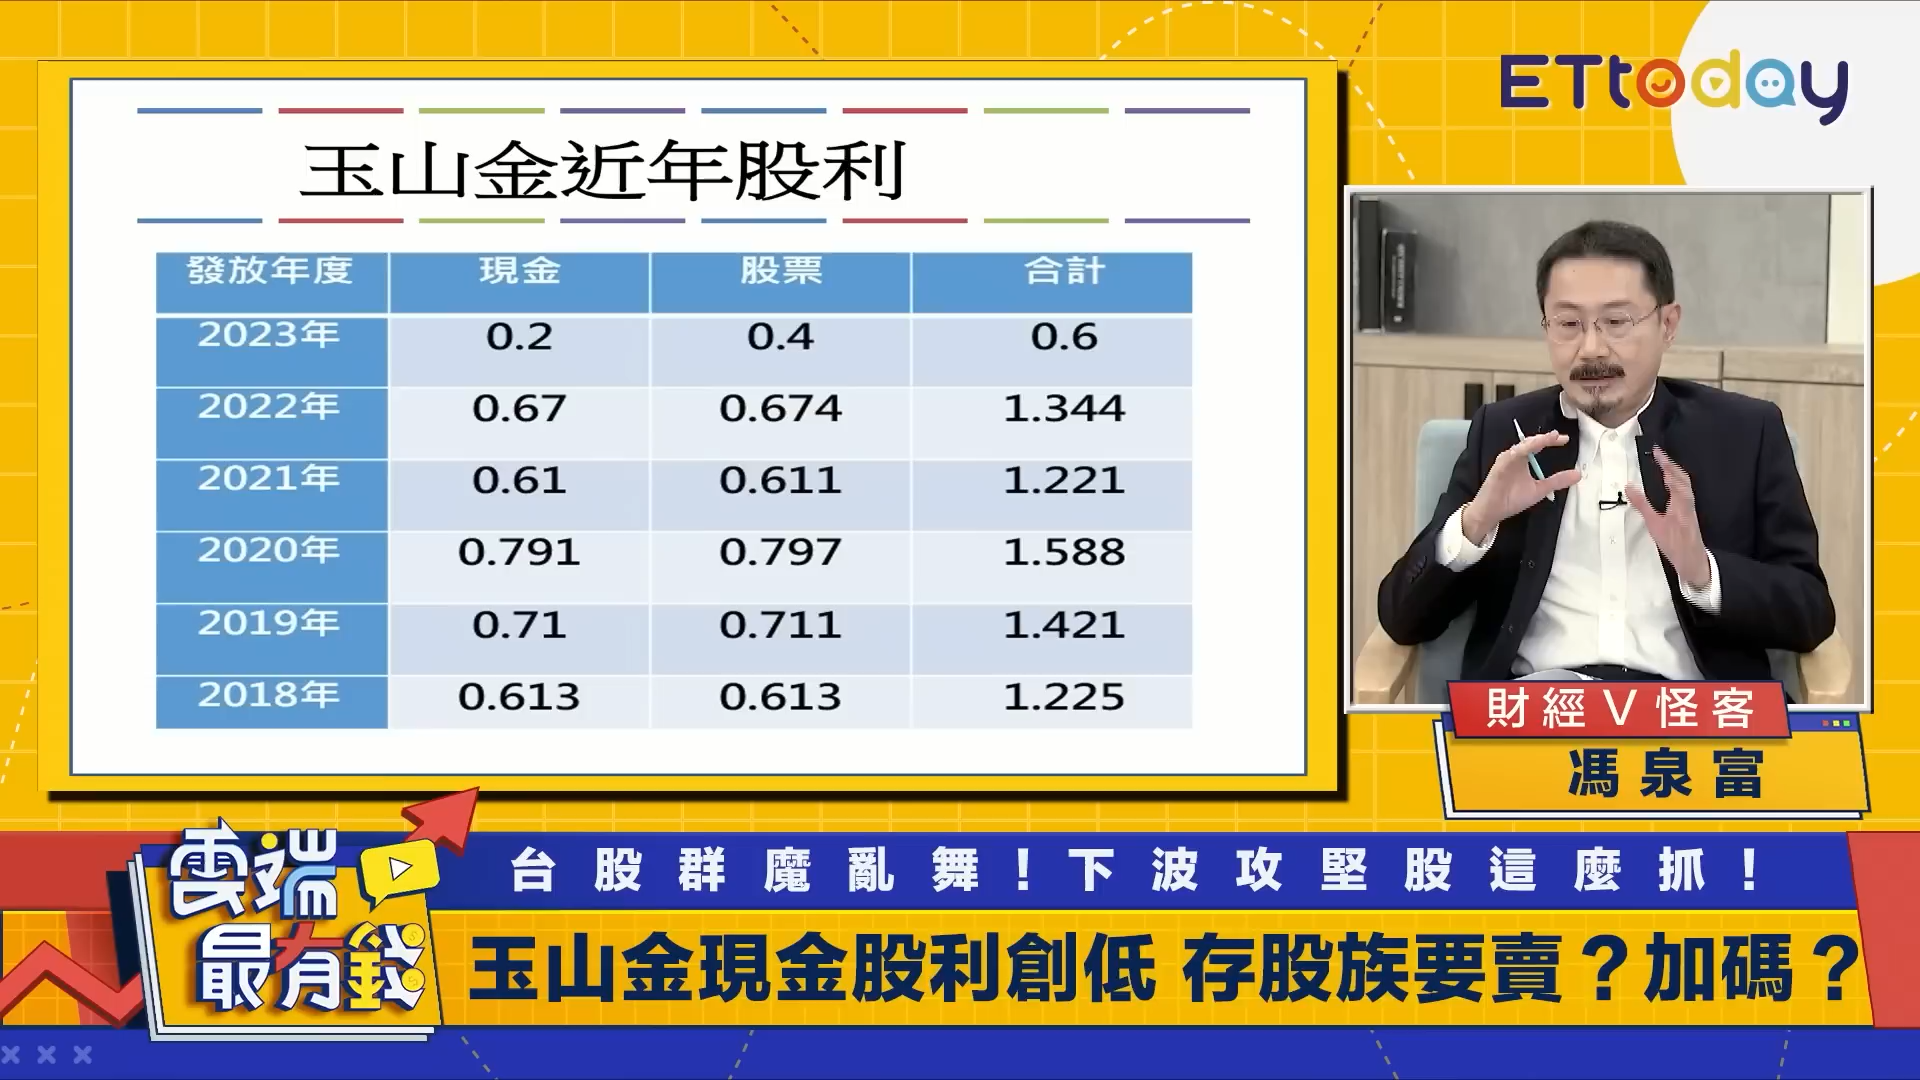 ETtoday
玉山金近年股利
發放年度 現金 股票 合計
2023年 0.2 0.4 0.6
2022年 0.67 0.674 1.344
2021年 0.61 0.611 1.221
2020年 0.791 0.797 1.588
2019年 0.71 0.711 1.421
2018年 0.613 0.613 1.225
財經V怪客
馮泉富
雲端
最有錢
台股群魔亂舞!下波攻堅股這麼抓!
玉山金現金股利創低 存股族要賣?加碼?